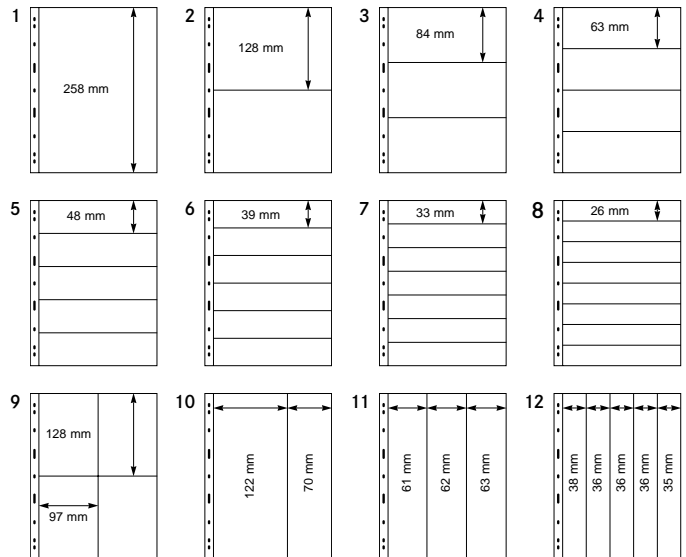 1
258 mm
2
128 mm
3
84 mm
4
63 mm
5
48 mm
6
39 mm
7
33 mm
8
26 mm
9
128 mm
97 mm
10
122 mm
70 mm
11
61 mm
62 mm
63 mm
12
38 mm
36 mm
36 mm
36 mm
35 mm